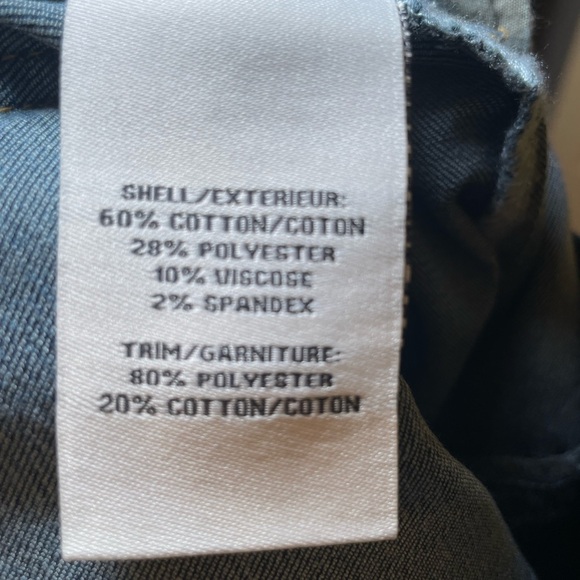 SHELL/EXTERIEUR:
60% COTTON/COTON
28% POLYESTER
10% VISCOSE
2% SPANDEX
TRIM/GARNITURE:
80% POLYESTER
20% COTTON/COTON